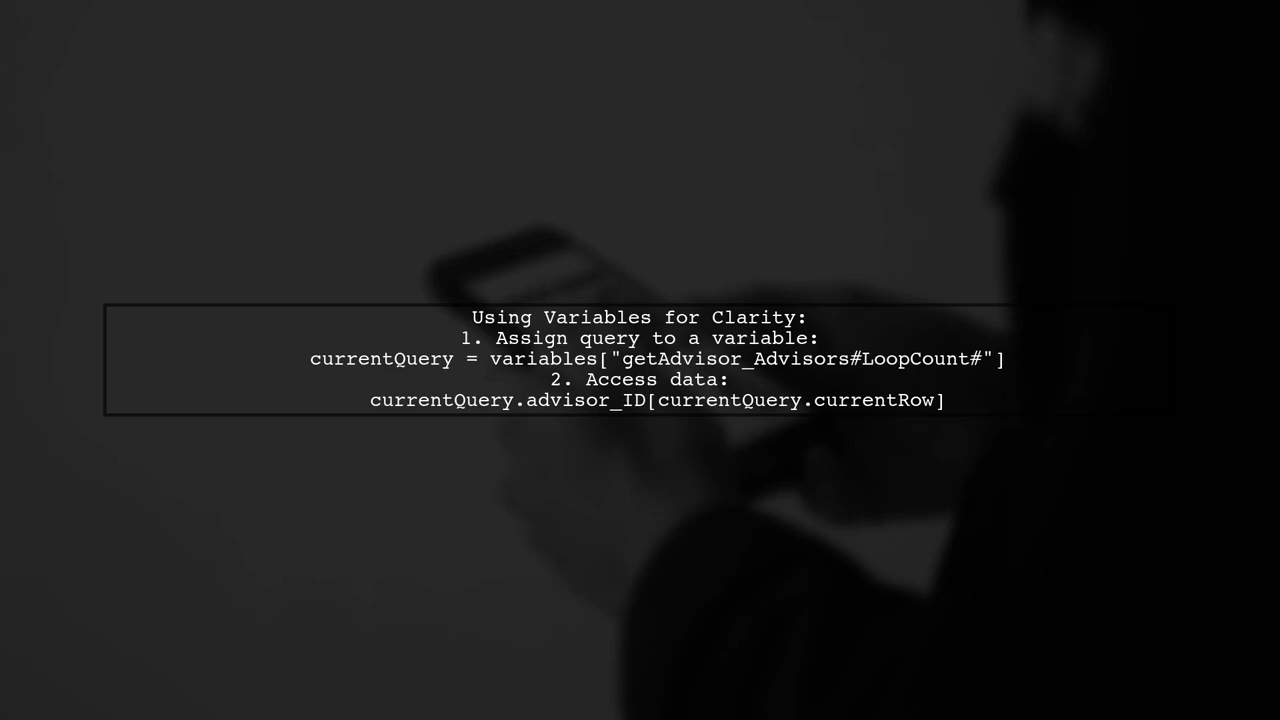 Using Variables for Clarity:
1. Assign query to a variable:
currentQuery = variables["getAdvisor_Advisors#LoopCount#"]
2. Access data:
currentQuery.advisor_ID[currentQuery.currentRow]